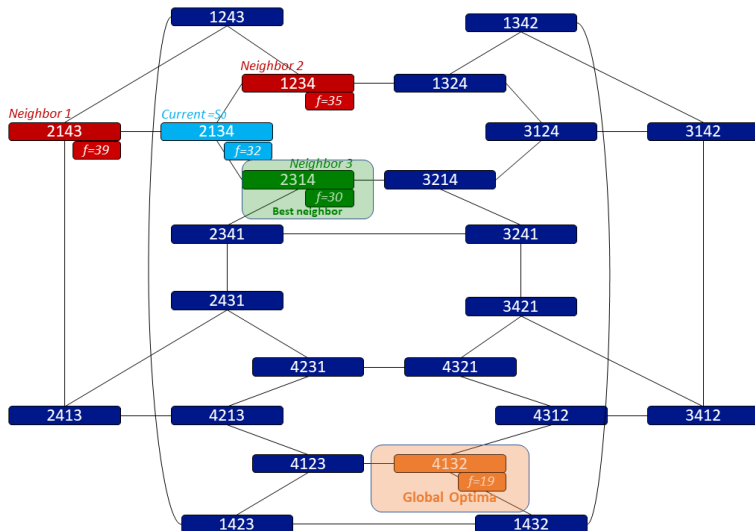 1243
1342
Neighbor 2
1234
f=35
1324
Neighbor 1
2143
f=39
Current =S₀
2134
f=32
3124
3142
Neighbor 3
2314
f=30
Best neighbor
3214
2341
3241
2431
3421
4231
4321
2413
4213
4312
3412
4123
4132
f=19
Global Optima
1423
1432